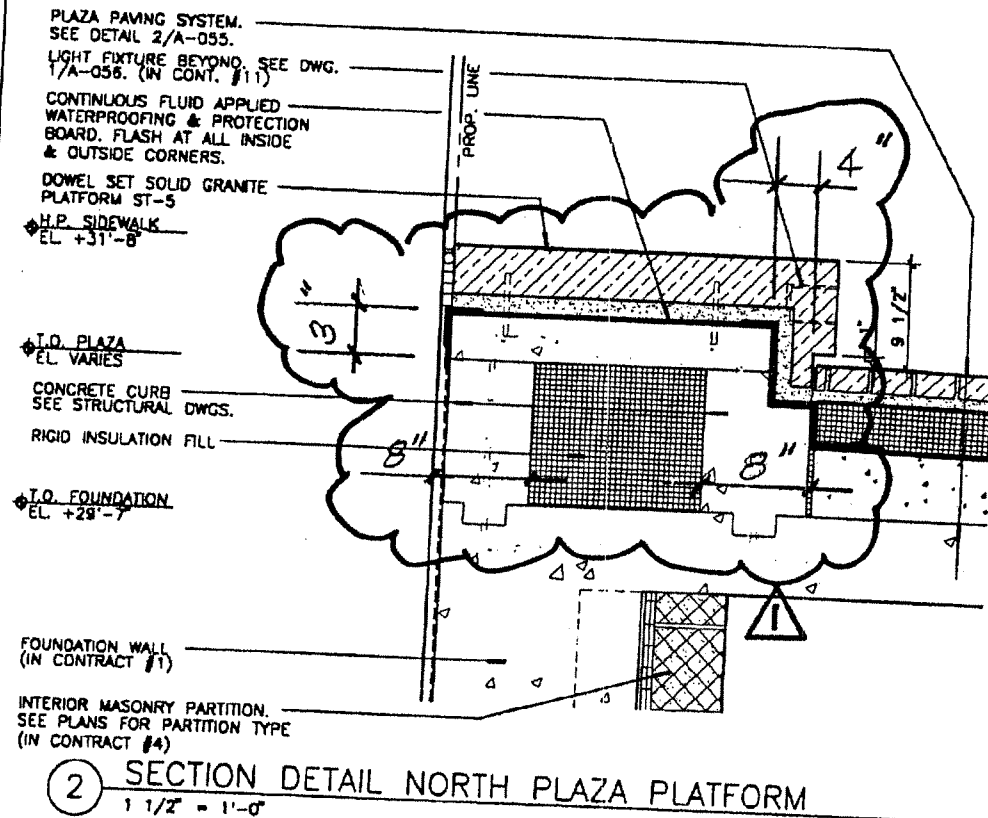 PLAZA PAVING SYSTEM.
SEE DETAIL 2/A-055.
LIGHT FIXTURE BEYOND. SEE DWG.
1/A-056. (IN CONT. #11)
CONTINUOUS FLUID APPLIED
WATERPROOFING & PROTECTION
BOARD. FLASH AT ALL INSIDE
& OUTSIDE CORNERS.
DOWEL SET SOLID GRANITE
PLATFORM ST-5
H.P. SIDEWALK
EL. +31'-8"
T.O. PLAZA
EL. VARIES
CONCRETE CURB
SEE STRUCTURAL DWGS.
RIGID INSULATION FILL
T.O. FOUNDATION
EL. +29'-7"
FOUNDATION WALL
(IN CONTRACT #1)
INTERIOR MASONRY PARTITION.
SEE PLANS FOR PARTITION TYPE
(IN CONTRACT #4)
PROP. LINE
4"
3"
9 1/2"
1"
8"
8"
1
2 SECTION DETAIL NORTH PLAZA PLATFORM
1 1/2" = 1'-0"